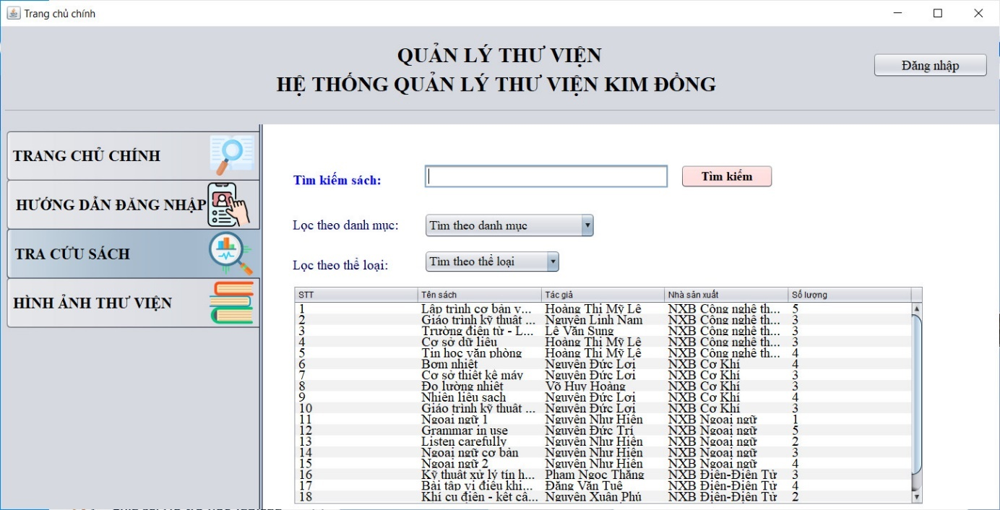 Trang chủ chính
QUẢN LÝ THƯ VIỆN
HỆ THỐNG QUẢN LÝ THƯ VIỆN KIM ĐỒNG
Đăng nhập
TRANG CHỦ CHÍNH
HƯỚNG DẪN ĐĂNG NHẬP
TRA CỨU SÁCH
HÌNH ẢNH THƯ VIỆN
Tìm kiếm sách:
Tìm kiếm
Lọc theo danh mục:
Tìm theo danh mục
Lọc theo thể loại:
Tìm theo thể loại
STT Tên sách Tác giả Nhà sản xuất Số lượng
1 Lập trình cơ bản v... Hoàng Thị Mỹ Lệ NXB Công nghệ th... 5
2 Giáo trình kỹ thuật ... Nguyễn Linh Nam NXB Công nghệ th... 3
3 Trường điện từ - L... Lê Văn Sung NXB Công nghệ th... 3
4 Cơ sở dữ liệu Hoàng Thị Mỹ Lệ NXB Công nghệ th... 3
5 Tin học văn phòng Hoàng Thị Mỹ Lệ NXB Công nghệ th... 4
6 Bơm nhiệt Nguyễn Đức Lợi NXB Cơ Khí 4
7 Cơ sở thiết kế máy Nguyễn Đức Lợi NXB Cơ Khí 3
8 Đo lường nhiệt Võ Huy Hoàng NXB Cơ Khí 3
9 Nhiên liệu sạch Nguyễn Đức Lợi NXB Cơ Khí 4
10 Giáo trình kỹ thuật ... Nguyễn Đức Lợi NXB Cơ Khí 3
11 Ngoại ngữ 1 Nguyễn Như Hiền NXB Ngoại ngữ 1
12 Grammar in use Nguyễn Đức Trí NXB Ngoại ngữ 5
13 Listen carefully Nguyễn Như Hiền NXB Ngoại ngữ 2
14 Ngoại ngữ cơ bản Nguyễn Như Hiền NXB Ngoại ngữ 3
15 Ngoại ngữ 2 Nguyễn Như Hiền NXB Ngoại ngữ 4
16 Kỹ thuật xử lý tín h... Phạm Ngọc Thắng NXB Điện-Điện Tử 3
17 Bài tập vi điều khi... Đặng Văn Tuệ NXB Điện-Điện Tử 4
18 Khí cụ điện - kết cấ... Nguyễn Xuân Phú NXB Điện-Điện Tử 2